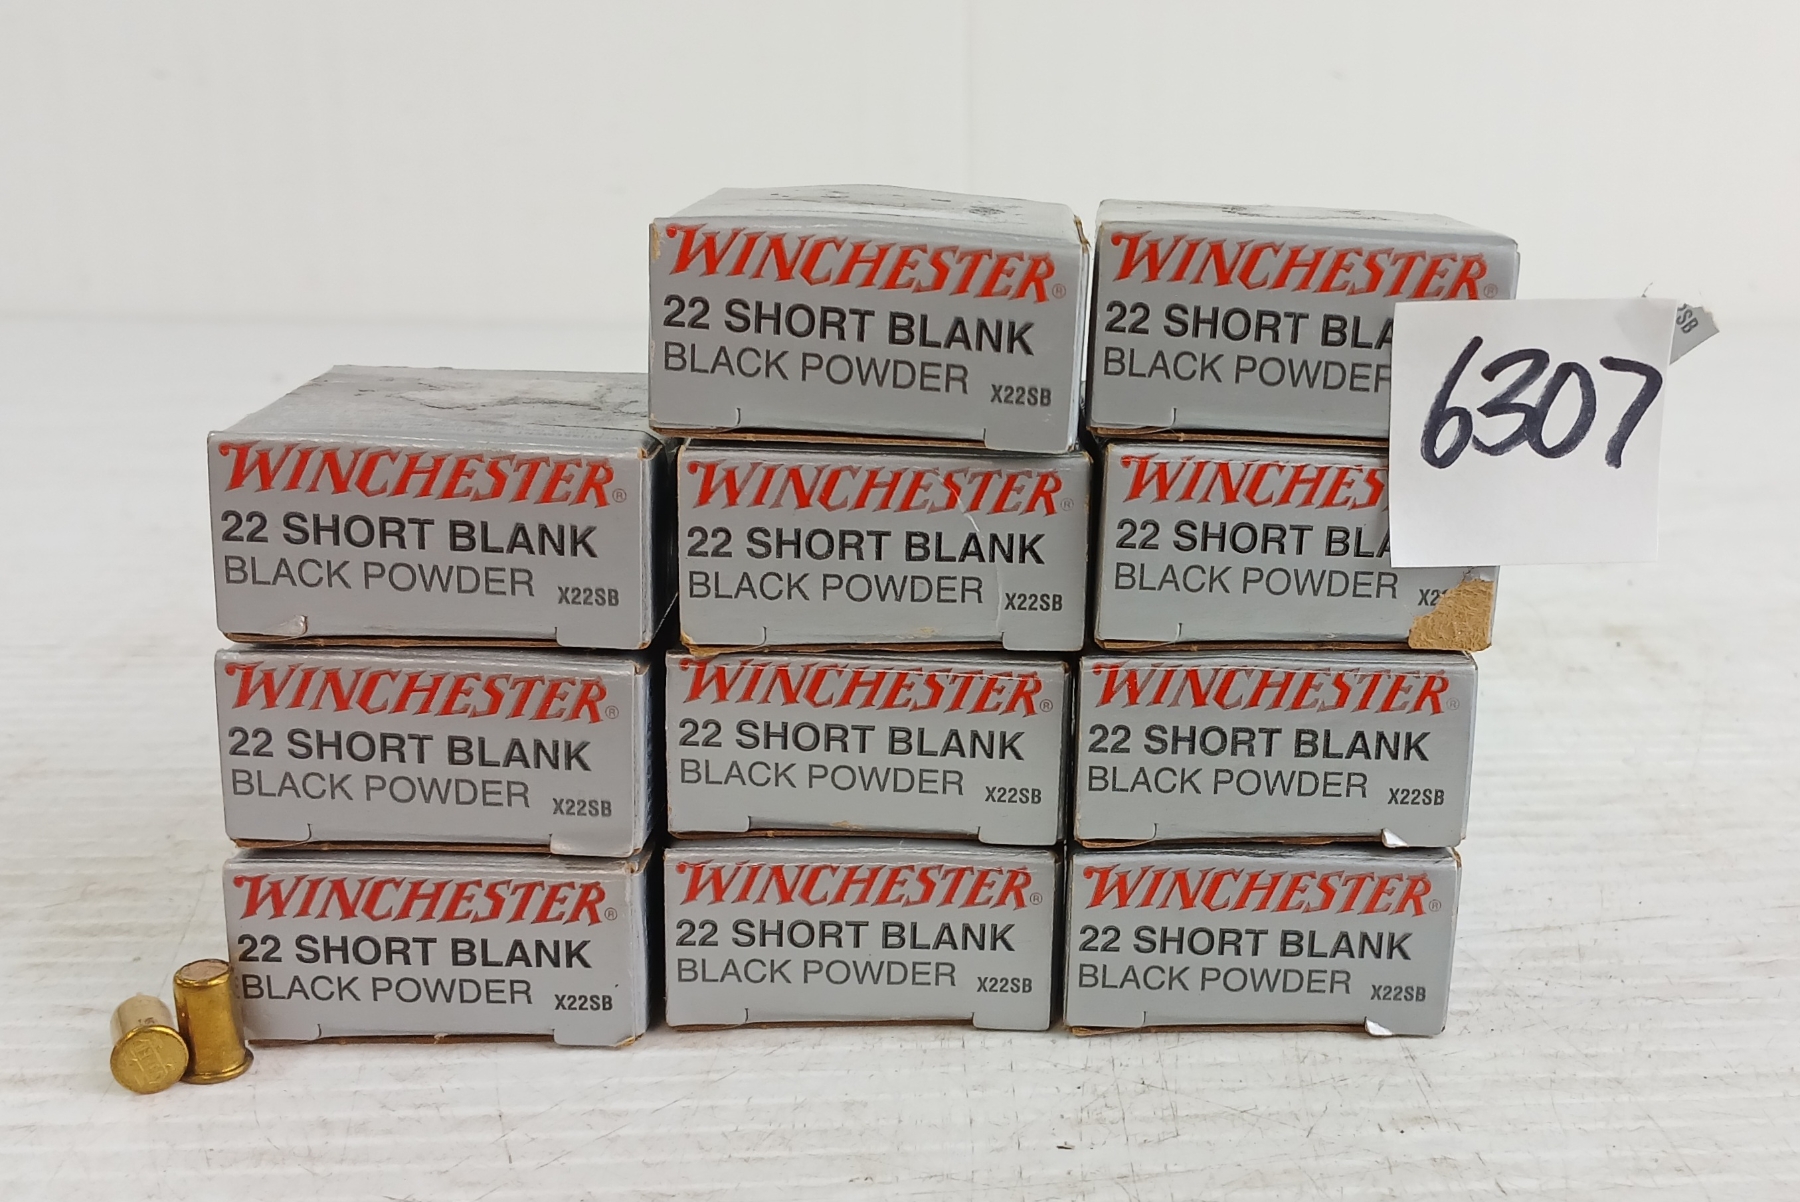 WINCHESTER®
22 SHORT BLANK
BLACK POWDER X22SB
WINCHESTER®
22 SHORT BLA
BLACK POWDER
6307
SB
WINCHESTER®
22 SHORT BLANK
BLACK POWDER X22SB
WINCHESTER®
22 SHORT BLANK
BLACK POWDER X22SB
WINCHES
22 SHORT BLA
BLACK POWDER X2
WINCHESTER®
22 SHORT BLANK
BLACK POWDER X22SB
WINCHESTER®
22 SHORT BLANK
BLACK POWDER X22SB
WINCHESTER®
22 SHORT BLANK
BLACK POWDER X22SB
WINCHESTER®
22 SHORT BLANK
BLACK POWDER X22SB
WINCHESTER®
22 SHORT BLANK
BLACK POWDER X22SB
WINCHESTER®
22 SHORT BLANK
BLACK POWDER X22SB